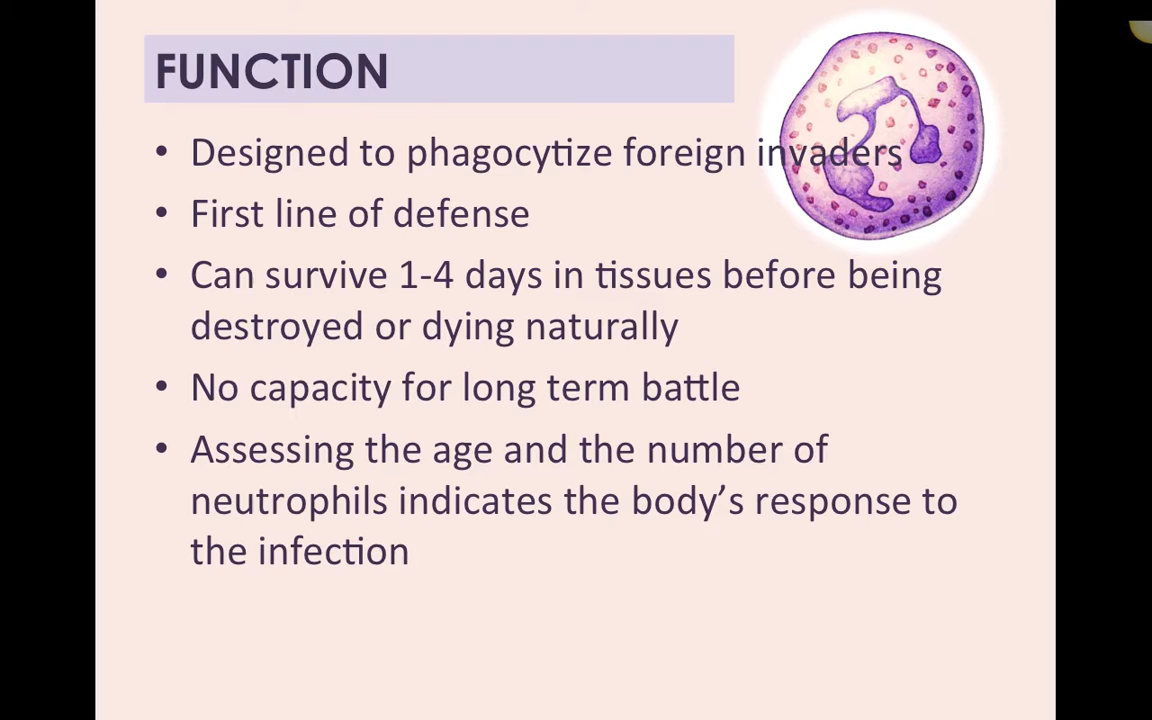 FUNCTION
• Designed to phagocytize foreign invaders
• First line of defense
• Can survive 1-4 days in tissues before being
destroyed or dying naturally
• No capacity for long term battle
• Assessing the age and the number of
neutrophils indicates the body’s response to
the infection